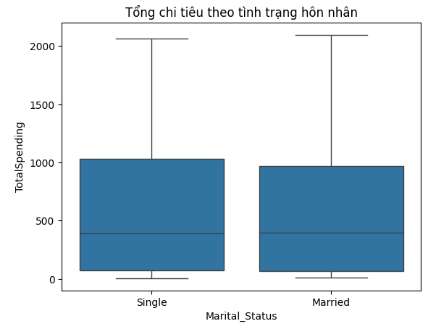 Tổng chi tiêu theo tình trạng hôn nhân
2000
1500
1000
500
0
TotalSpending
Single Married
Marital_Status